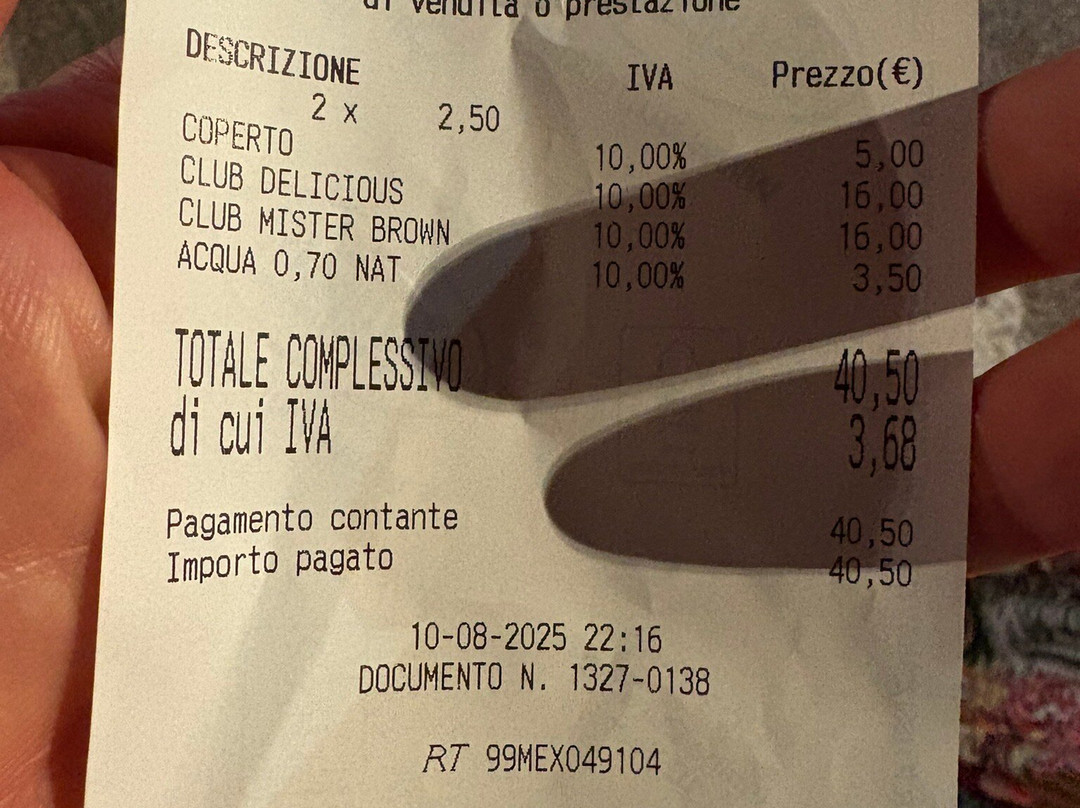 di vendita o prestazione
DESCRIZIONE IVA Prezzo(€)
2 x 2,50
COPERTO 10,00% 5,00
CLUB DELICIOUS 10,00% 16,00
CLUB MISTER BROWN 10,00% 16,00
ACQUA 0,70 NAT 10,00% 3,50
TOTALE COMPLESSIVO 40,50
di cui IVA 3,68
Pagamento contante 40,50
Importo pagato 40,50
10-08-2025 22:16
DOCUMENTO N. 1327-0138
RT 99MEX049104